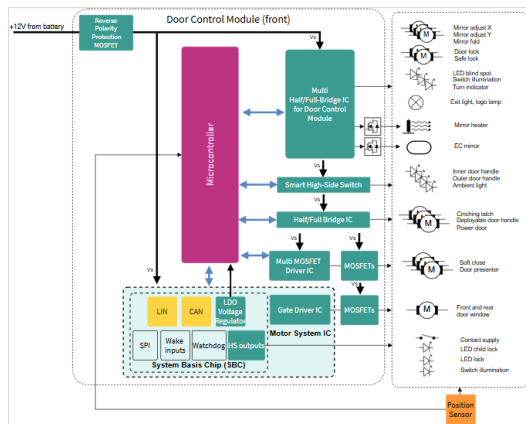 Door Control Module (front)
+12V from battery
Reverse
Polarity
Protection
MOSFET
Vs
Mirror adjust X
Mirror adjust Y
Mirror fold
M
Door lock
Safe lock
M
LED blind spot
Switch illumination
Turn indicator
Exit light, logo lamp
Multi
Half/Full-Bridge IC
for Door Control
Module
Microcontroller
Mirror heater
EC mirror
Vs
Smart High-Side Switch
Inner door handle
Outer door handle
Ambient light
Vs
Half/Full Bridge IC
Cinching latch
Deployable door handle
Power door
M
Vs
Vs
Multi MOSFET
Driver IC
MOSFETs
Soft close
Door presenter
M
Vs
Vs
LIN
CAN
LDO
Voltage
Regulator
Gate Driver IC
MOSFETs
M
Front and rear
door window
Motor System IC
SPI
Wake
inputs
Watchdog
HS outputs
System Basis Chip (SBC)
Contact supply
LED child lock
LED lock
Switch illumination
Position
Sensor